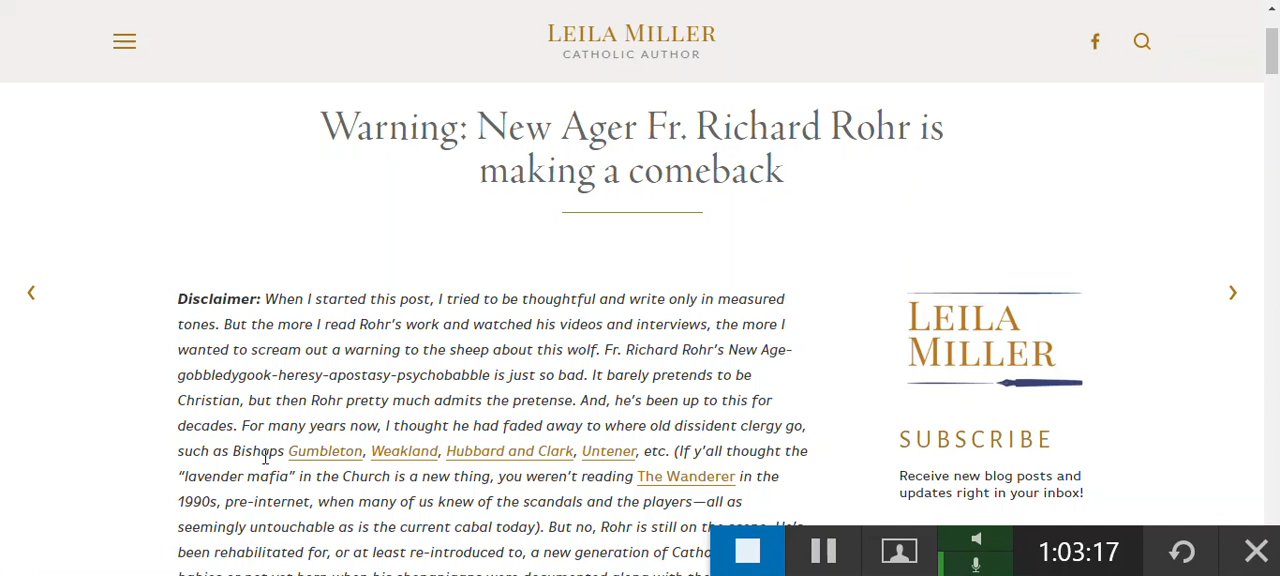 LEILA MILLER
CATHOLIC AUTHOR
Warning: New Ager Fr. Richard Rohr is
making a comeback
Disclaimer: When I started this post, I tried to be thoughtful and write only in measured
tones. But the more I read Rohr's work and watched his videos and interviews, the more I
wanted to scream out a warning to the sheep about this wolf. Fr. Richard Rohr's New Age-
gobbledygook-heresy-apostasy-psychobabble is just so bad. It barely pretends to be
Christian, but then Rohr pretty much admits the pretense. And, he's been up to this for
decades. For many years now, I thought he had faded away to where old dissident clergy go,
such as Bishops Gumbleton, Weakland, Hubbard and Clark, Untener, etc. (If y'all thought the
"lavender mafia" in the Church is a new thing, you weren't reading The Wanderer in the
1990s, pre-internet, when many of us knew of the scandals and the players—all as
seemingly untouchable as is the current cabal today). But no, Rohr is still on
been rehabilitated for, or at least re-introduced to, a new generation of
LEILA
MILLER
SUBSCRIBE
Receive new blog posts and
updates right in your inbox!
1:03:17